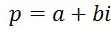 p = a + bi